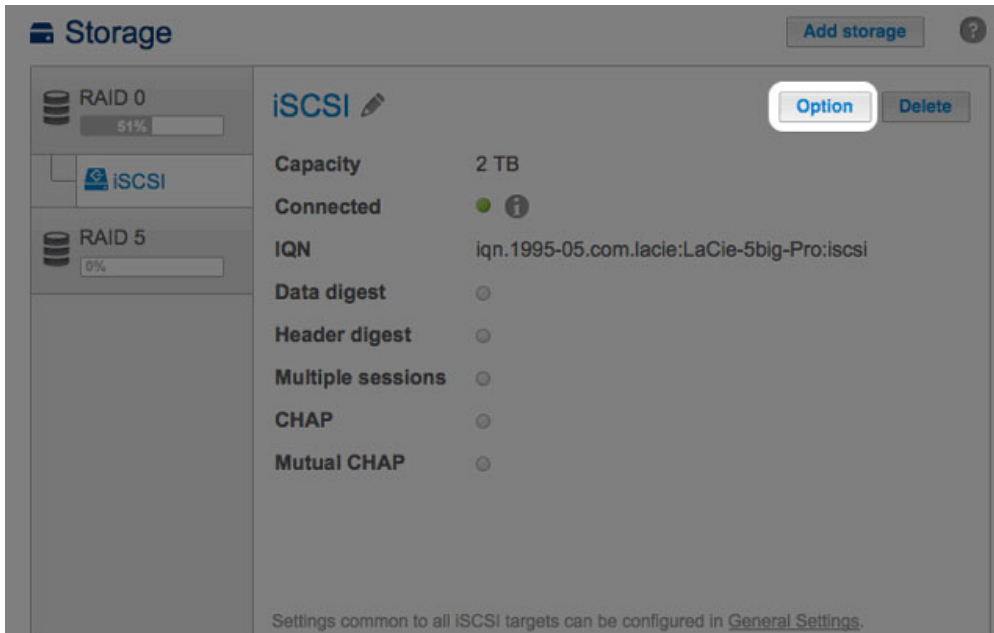 Storage
Add storage
?
RAID 0
51%
iSCSI
RAID 5
0%
iSCSI
Option
Delete
Capacity 2 TB
Connected
IQN iqn.1995-05.com.lacie:LaCie-5big-Pro:iscsi
Data digest
Header digest
Multiple sessions
CHAP
Mutual CHAP
Settings common to all iSCSI targets can be configured in General Settings.